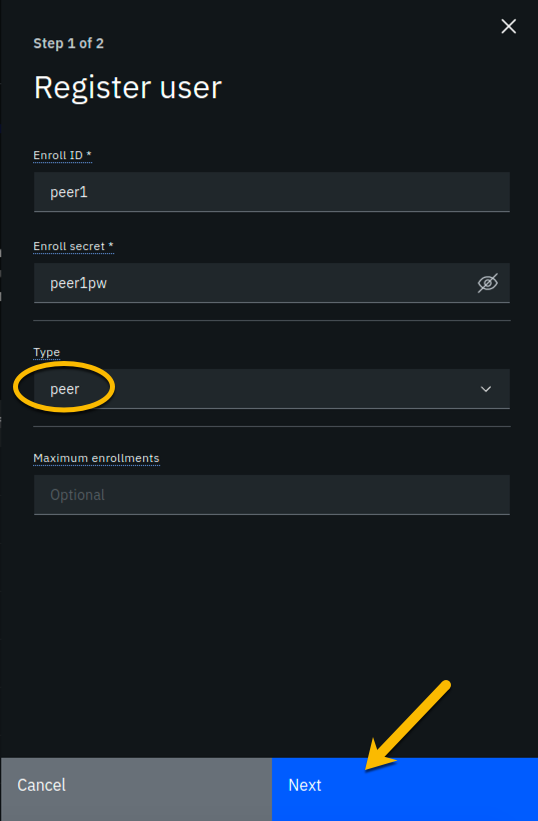 Step 1 of 2
Register user
Enroll ID *
peer1
Enroll secret *
peer1pw
Type
peer
Maximum enrollments
Optional
Cancel
Next